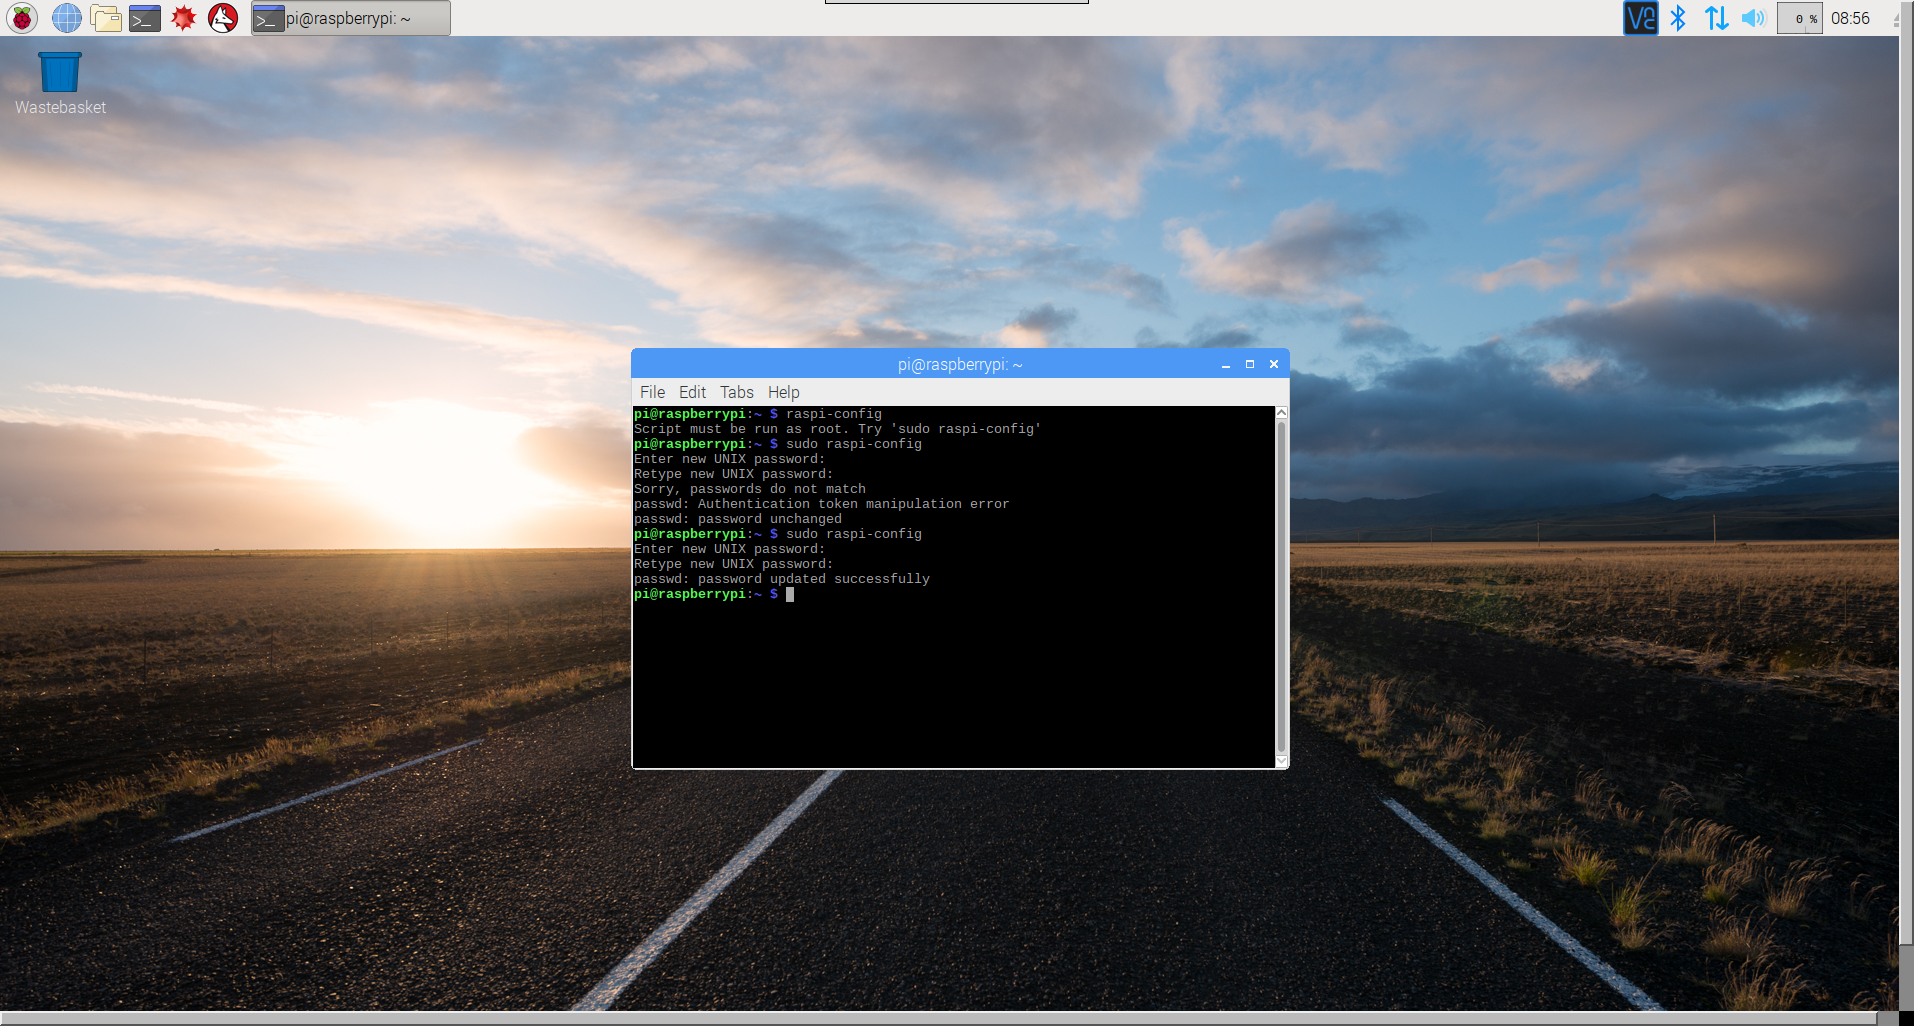 pi@raspberrypi: ~
0 %
08:56
Wastebasket
pi@raspberrypi: ~
File Edit Tabs Help
pi@raspberrypi:~ $ raspi-config
Script must be run as root. Try 'sudo raspi-config'
pi@raspberrypi:~ $ sudo raspi-config
Enter new UNIX password:
Retype new UNIX password:
Sorry, passwords do not match
passwd: Authentication token manipulation error
passwd: password unchanged
pi@raspberrypi:~ $ sudo raspi-config
Enter new UNIX password:
Retype new UNIX password:
passwd: password updated successfully
pi@raspberrypi:~ $